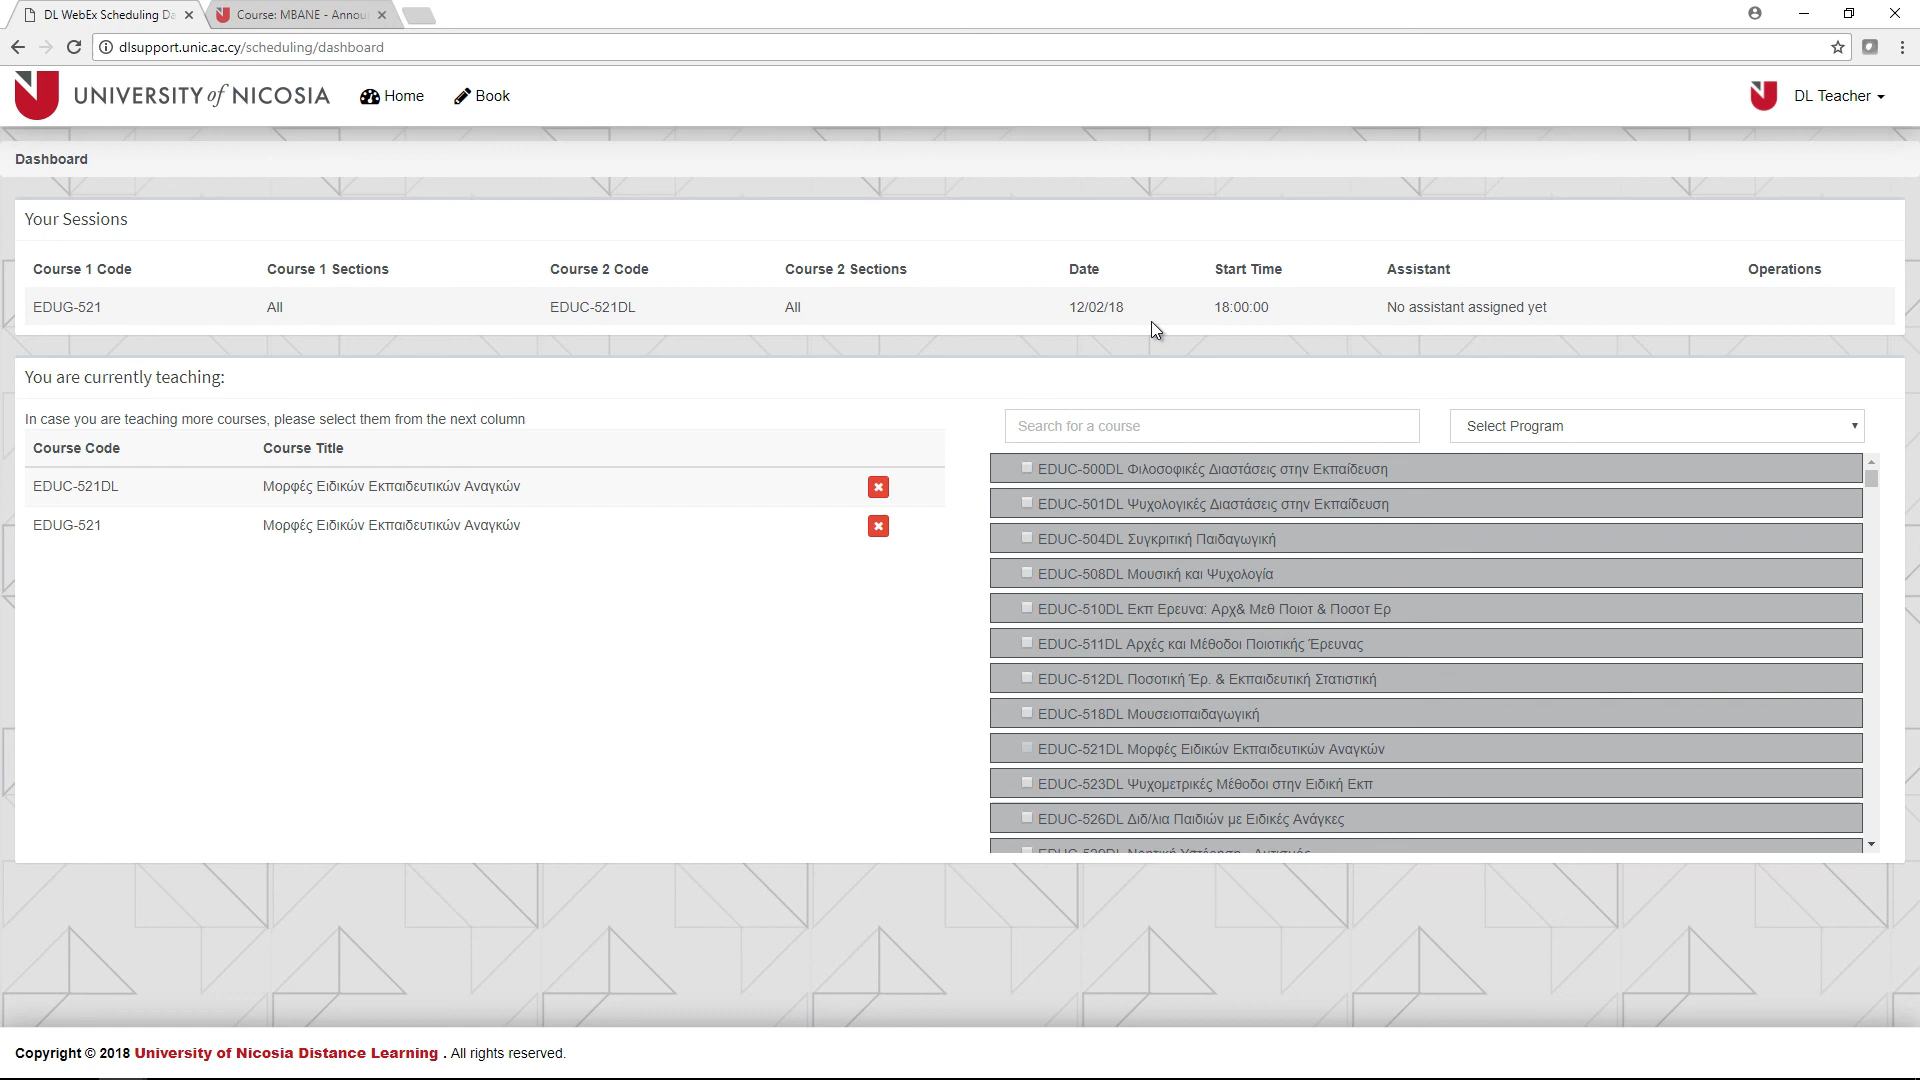 DL WebEx Scheduling Da
Course: MBANE - Annou
dlsupport.unic.ac.cy/scheduling/dashboard
UNIVERSITY of NICOSIA
Home
Book
DL Teacher
Dashboard
Your Sessions
Course 1 Code Course 1 Sections Course 2 Code Course 2 Sections Date Start Time Assistant Operations
EDUG-521 All EDUC-521DL All 12/02/18 18:00:00 No assistant assigned yet
You are currently teaching:
In case you are teaching more courses, please select them from the next column
Course Code Course Title
EDUC-521DL Μορφές Ειδικών Εκπαιδευτικών Αναγκών
EDUG-521 Μορφές Ειδικών Εκπαιδευτικών Αναγκών
Search for a course
Select Program
EDUC-500DL Φιλοσοφικές Διαστάσεις στην Εκπαίδευση
EDUC-501DL Ψυχολογικές Διαστάσεις στην Εκπαίδευση
EDUC-504DL Συγκριτική Παιδαγωγική
EDUC-508DL Μουσική και Ψυχολογία
EDUC-510DL Εκπ Ερευνα: Αρχ& Μεθ Ποιοτ & Ποσοτ Ερ
EDUC-511DL Αρχές και Μέθοδοι Ποιοτικής Έρευνας
EDUC-512DL Ποσοτική Έρ. & Εκπαιδευτική Στατιστική
EDUC-518DL Μουσειοπαιδαγωγική
EDUC-521DL Μορφές Ειδικών Εκπαιδευτικών Αναγκών
EDUC-523DL Ψυχομετρικές Μέθοδοι στην Ειδική Εκπ
EDUC-526DL Διδ/λια Παιδιών με Ειδικές Ανάγκες
Copyright © 2018 University of Nicosia Distance Learning . All rights reserved.